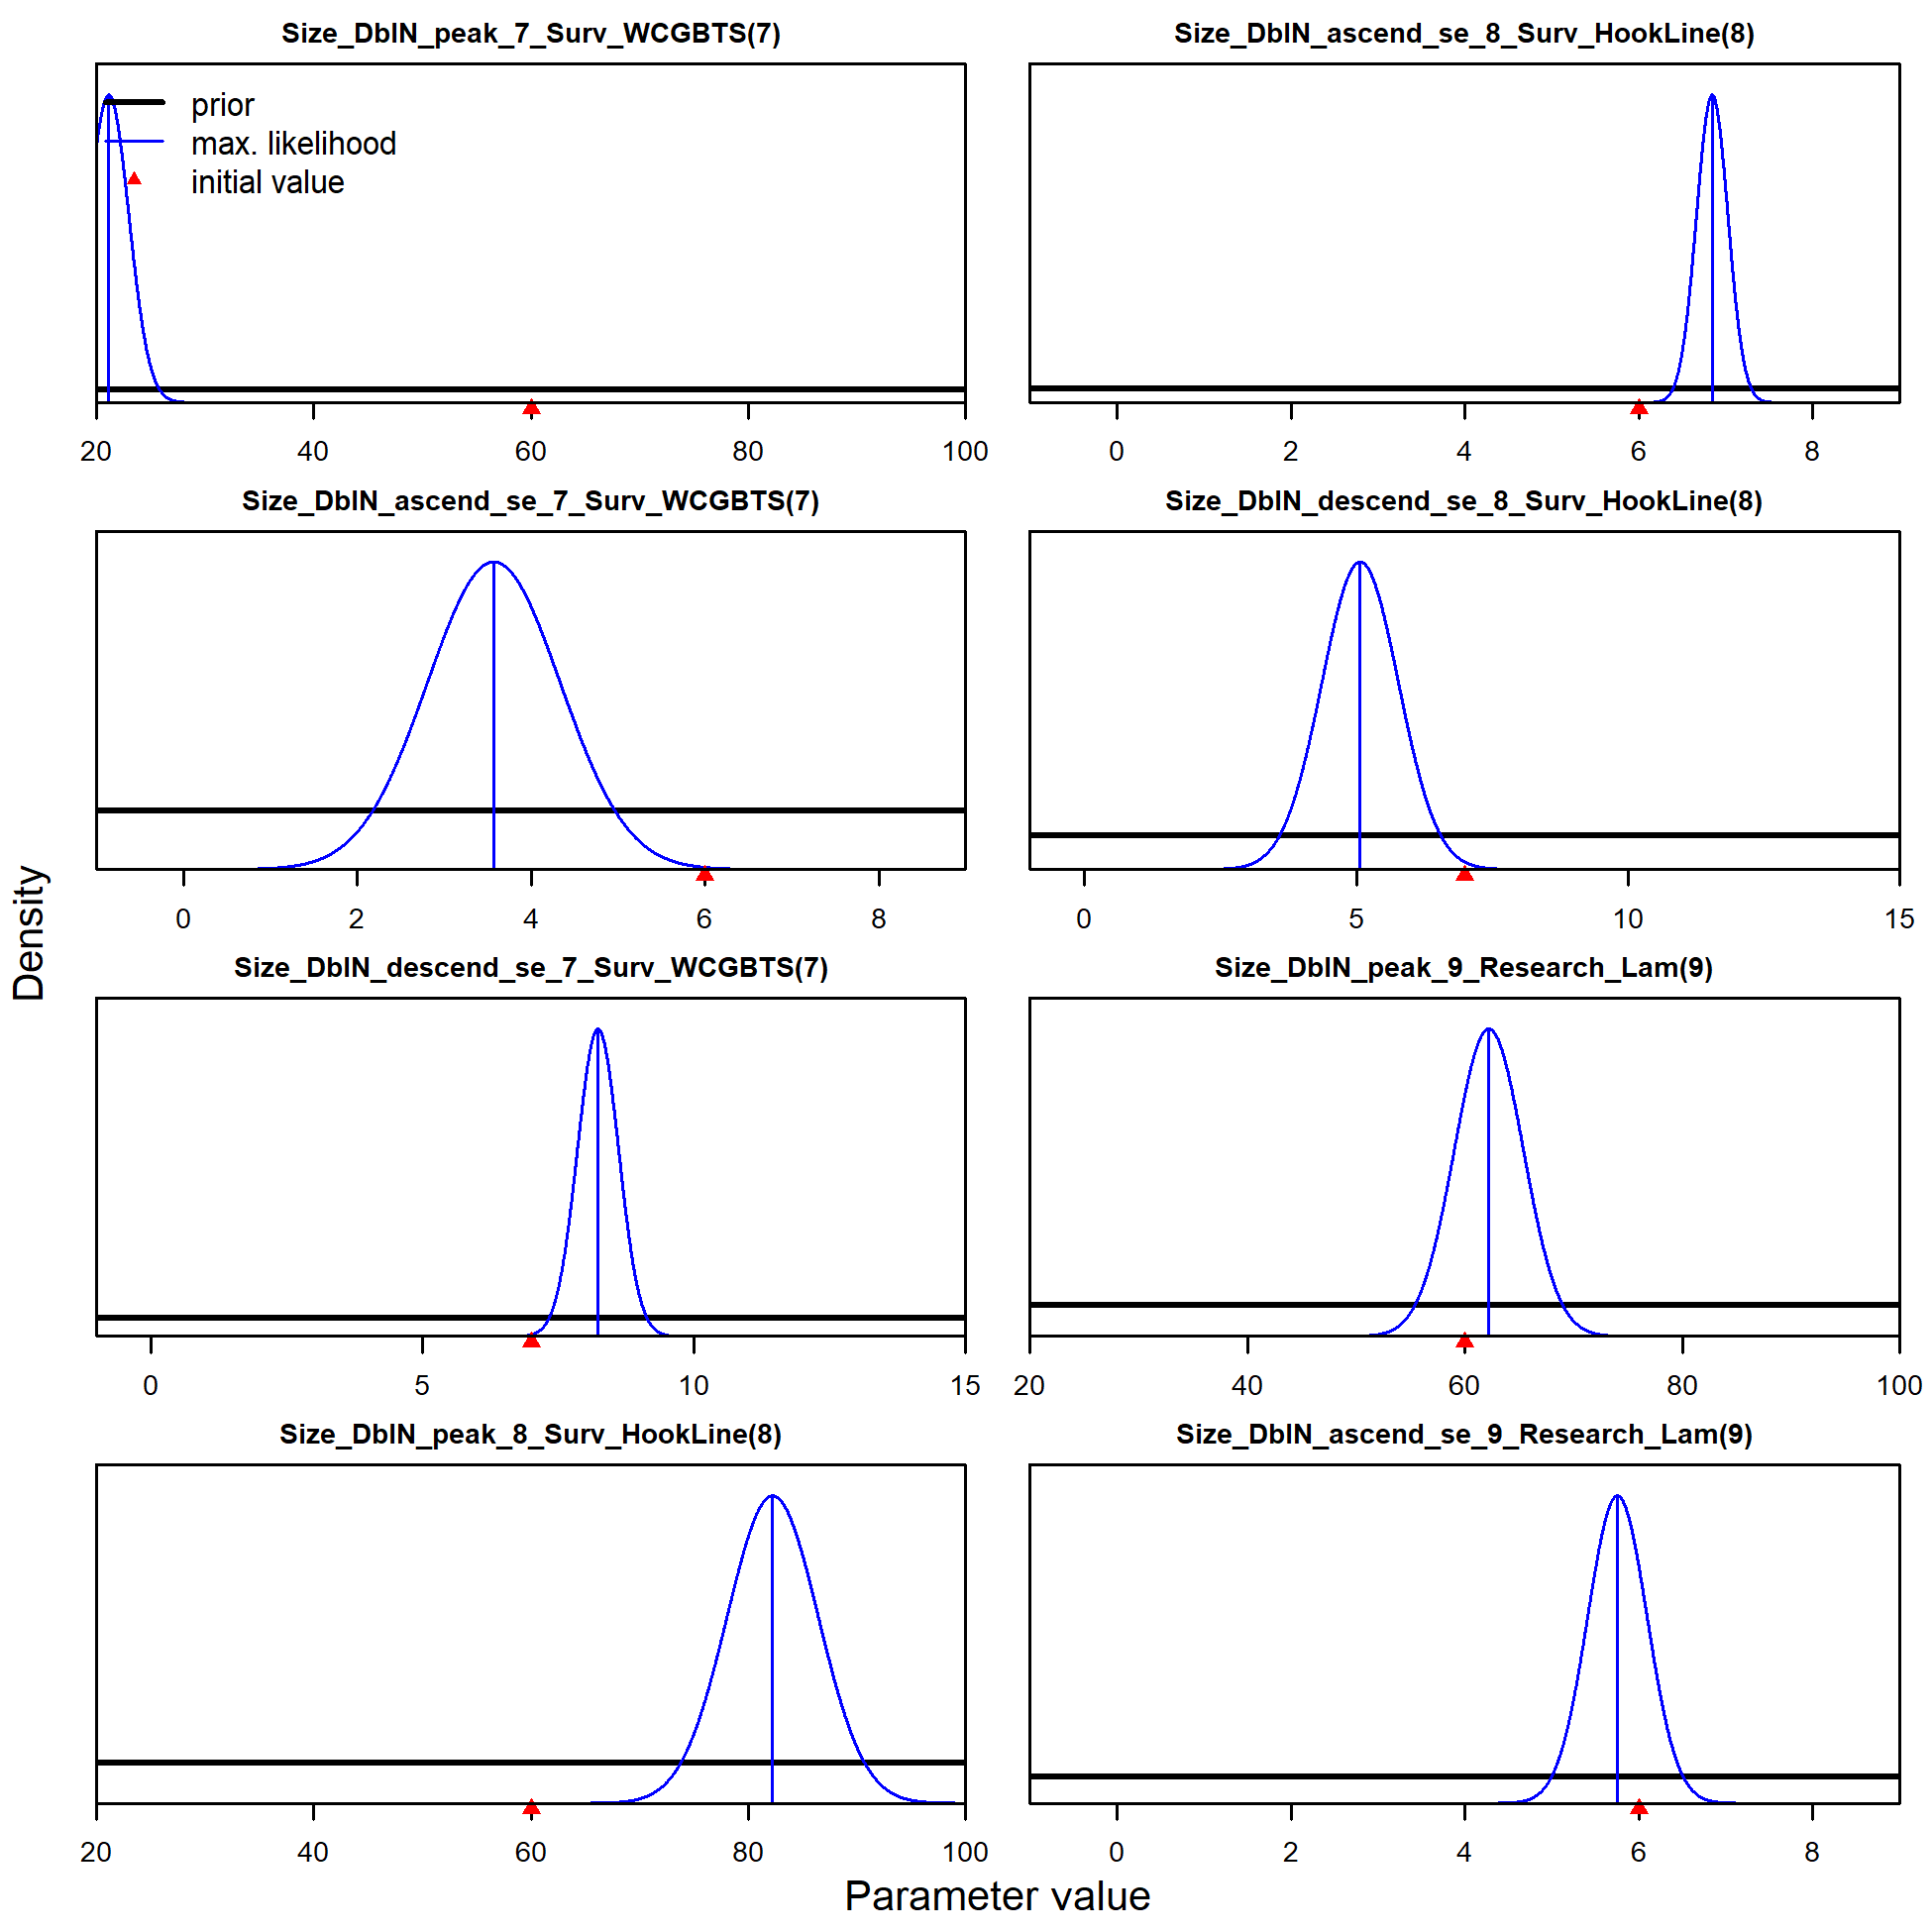 Size_DblN_peak_7_Surv_WCGBTS(7)
prior
max. likelihood
initial value
20 40 60 80 100
Size_DblN_ascend_se_8_Surv_HookLine(8)
0 2 4 6 8
Size_DblN_ascend_se_7_Surv_WCGBTS(7)
0 2 4 6 8
Size_DblN_descend_se_8_Surv_HookLine(8)
0 5 10 15
Size_DblN_descend_se_7_Surv_WCGBTS(7)
0 5 10 15
Size_DblN_peak_9_Research_Lam(9)
20 40 60 80 100
Size_DblN_peak_8_Surv_HookLine(8)
20 40 60 80 100
Size_DblN_ascend_se_9_Research_Lam(9)
0 2 4 6 8
Density
Parameter value